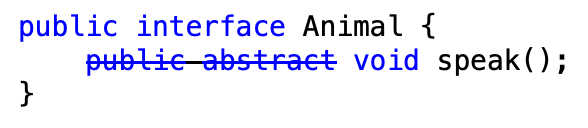 public interface Animal {
public abstract void speak();
}